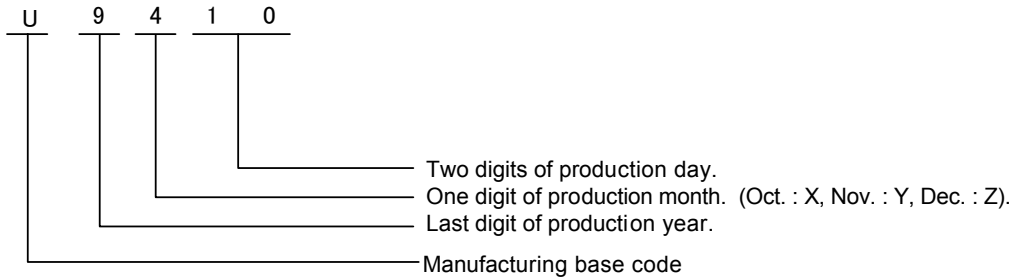 U 9 4 1 0
Two digits of production day.
One digit of production month. (Oct. : X, Nov. : Y, Dec. : Z).
Last digit of production year.
Manufacturing base code